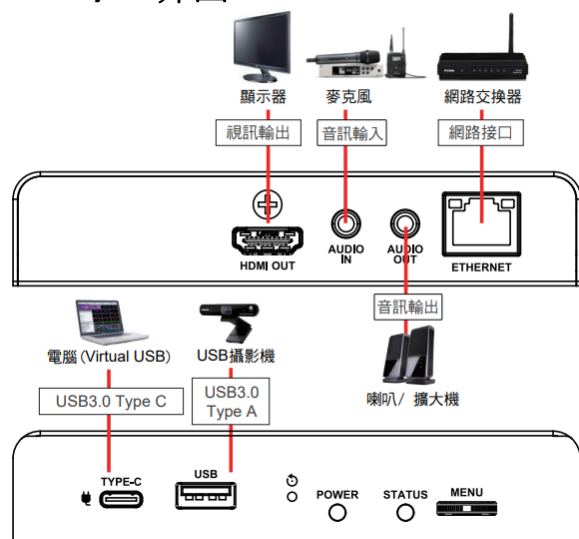 顯示器
麥克風
網路交換器
視訊輸出
音訊輸入
網路接口
HDMI OUT
AUDIO
IN
AUDIO
OUT
ETHERNET
音訊輸出
電腦(Virtual USB)
USB攝影機
喇叭/ 擴大機
USB3.0 Type C
USB3.0
Type A
TYPE-C
USB
POWER
STATUS
MENU